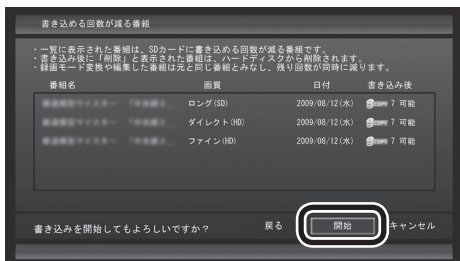 書き込める回数が減る番組
・一覧に表示された番組は、SDカードに書き込める回数が減る番組です。
・書き込み後に「削除」と表示された番組は、ハードディスクから削除されます。
・録画モード変換や編集した番組は元と同じ番組とみなし、残り回数が同時に減ります。
番組名 画質 日付 書き込み後
ロング(SD) 2009/08/12(水) COPY 7 可能
ダイレクト(HD) 2009/08/12(水) COPY 7 可能
ファイン(HD) 2009/08/12(水) COPY 7 可能
書き込みを開始してもよろしいですか？ 戻る 開始 キャンセル